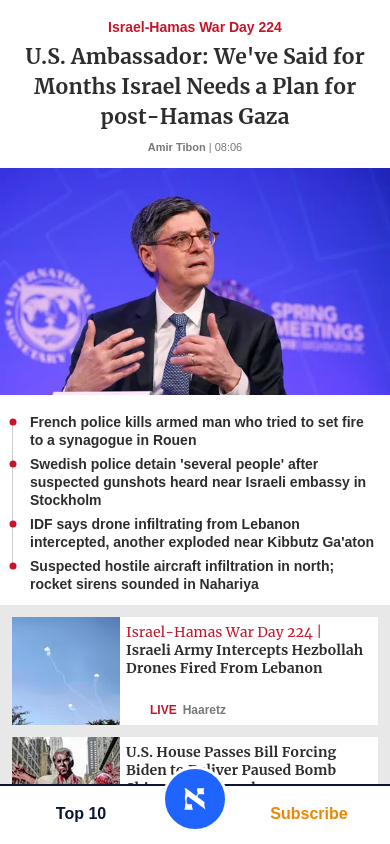 Israel-Hamas War Day 224
U.S. Ambassador: We've Said for
Months Israel Needs a Plan for
post-Hamas Gaza
Amir Tibon | 08:06
INTERNATIONAL
MONETARY
SPRING
MEETINGS
WASHINGTON DC
French police kills armed man who tried to set fire
to a synagogue in Rouen
Swedish police detain 'several people' after
suspected gunshots heard near Israeli embassy in
Stockholm
IDF says drone infiltrating from Lebanon
intercepted, another exploded near Kibbutz Ga'aton
Suspected hostile aircraft infiltration in north;
rocket sirens sounded in Nahariya
Israel-Hamas War Day 224 |
Israeli Army Intercepts Hezbollah
Drones Fired From Lebanon
LIVE Haaretz
U.S. House Passes Bill Forcing
Biden to Deliver Paused Bomb
Top 10
Subscribe